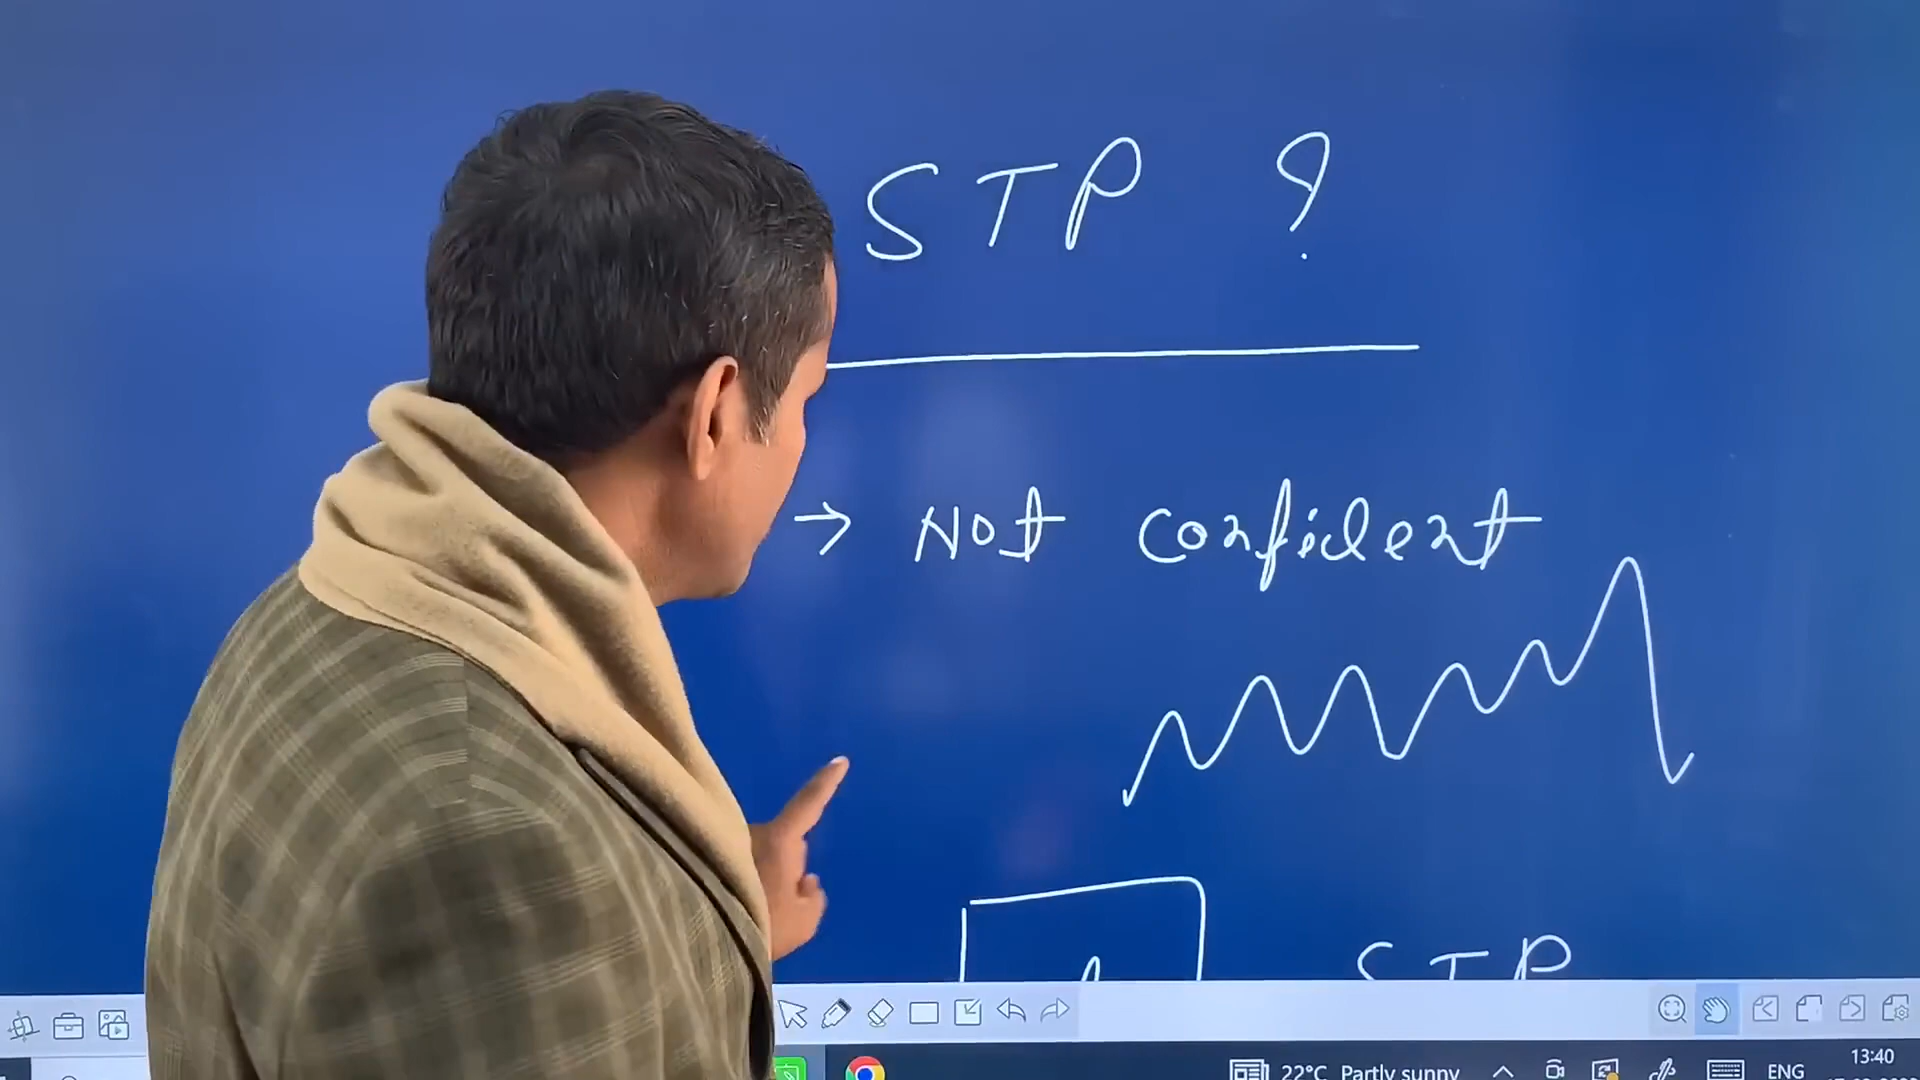 STP ?
→ Not confident
STP
22°C Partly sunny
ENG
13:40